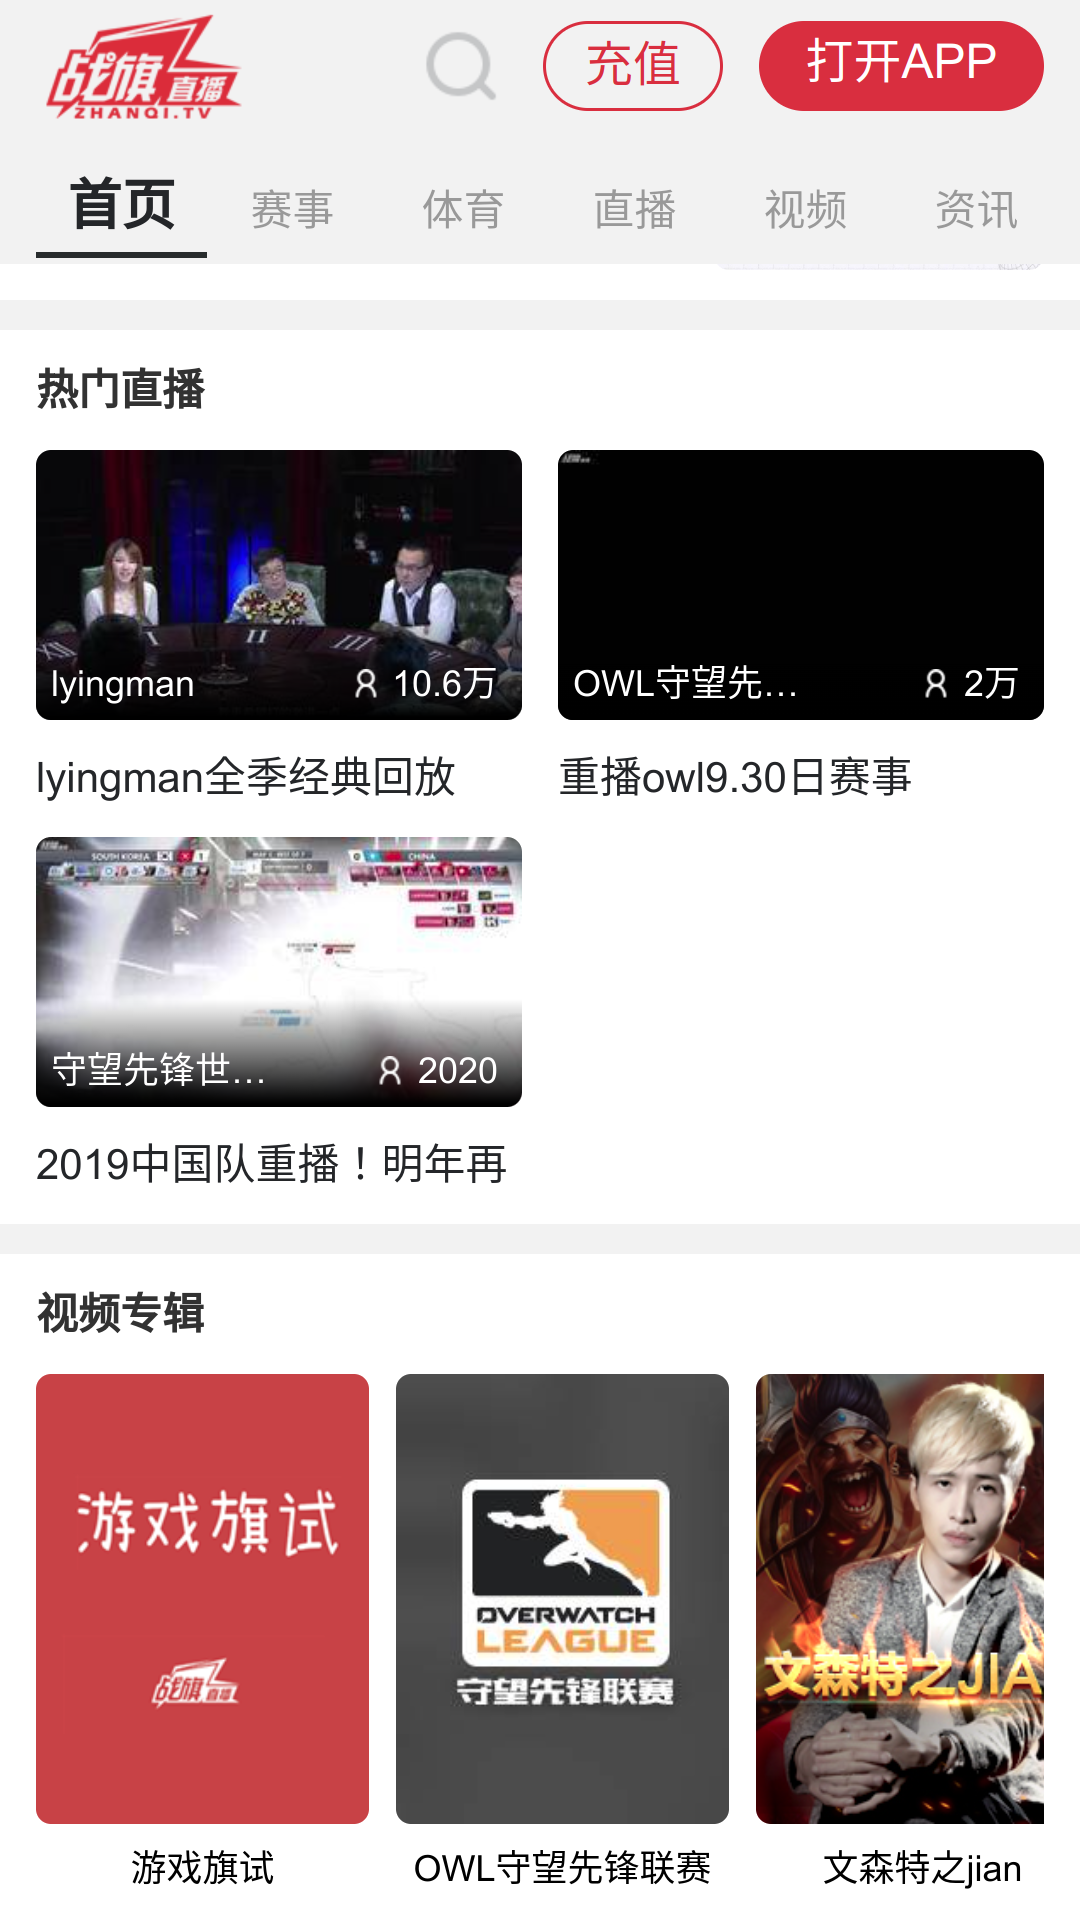 战旗直播
ZHANQI.TV
充值
打开APP
首页
赛事
体育
直播
视频
资讯
热门直播
lyingman
10.6万
OWL守望先…
2万
lyingman全季经典回放
重播owl9.30日赛事
SOUTH KOREA
1
0
CHINA
守望先锋世…
2020
2019中国队重播！明年再
视频专辑
游戏旗试
战旗直播
OVERWATCH
LEAGUE
守望先锋联赛
文森特之JIA
游戏旗试
OWL守望先锋联赛
文森特之jian